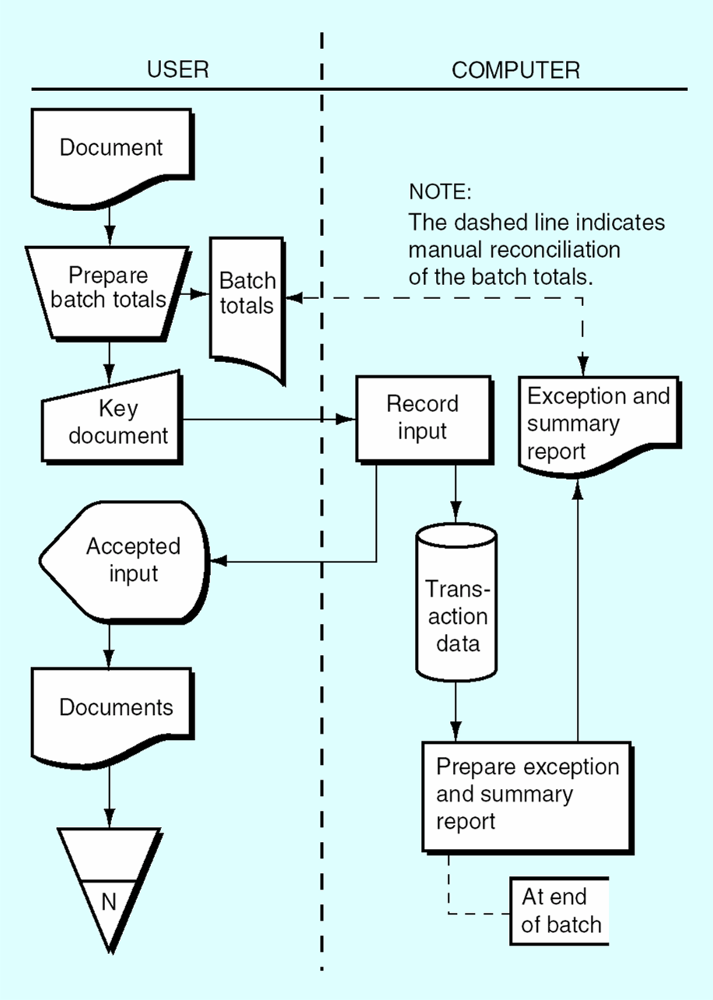 USER
COMPUTER
Document
NOTE:
The dashed line indicates
manual reconciliation
of the batch totals.
Prepare
batch totals
Batch
totals
Key
document
Record
input
Exception and
summary
report
Accepted
input
Trans-
action
data
Documents
Prepare exception
and summary
report
N
At end
of batch